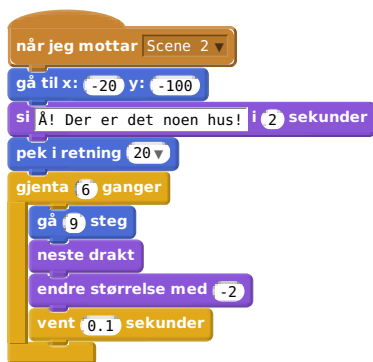 når jeg mottar Scene 2
gå til x: -20 y: -100
si Å! Der er det noen hus! i 2 sekunder
pek i retning 20
gjenta 6 ganger
gå 9 steg
neste drakt
endre størrelse med -2
vent 0.1 sekunder